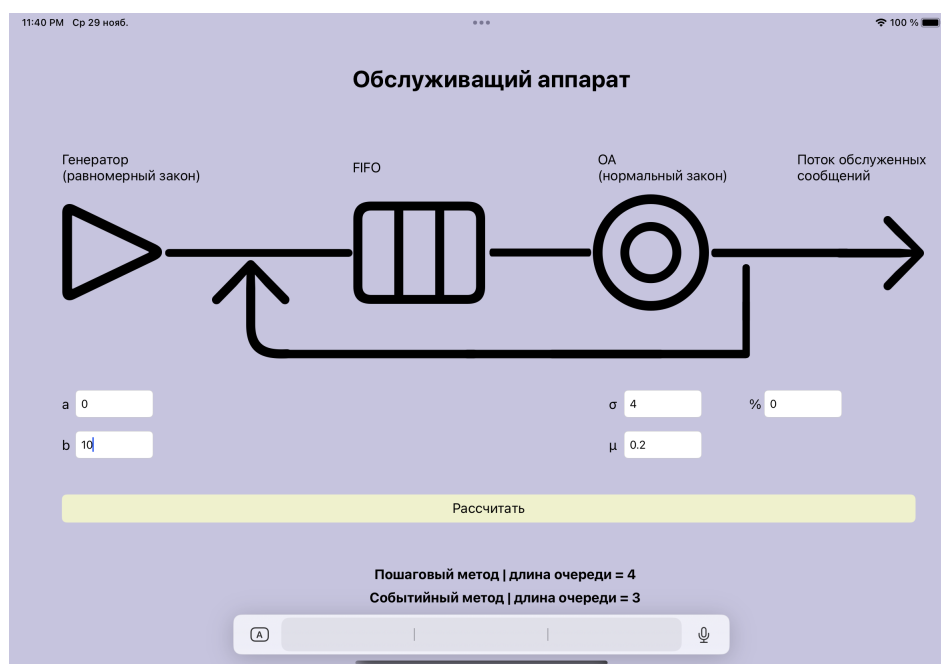 11:40 PM Ср 29 нояб.
100 %
Обслуживащий аппарат
Генератор
(равномерный закон)
FIFO
ОА
(нормальный закон)
Поток обслуженных
сообщений
a 0
b 10
σ 4
% 0
μ 0.2
Рассчитать
Пошаговый метод | длина очереди = 4
Событийный метод | длина очереди = 3
A